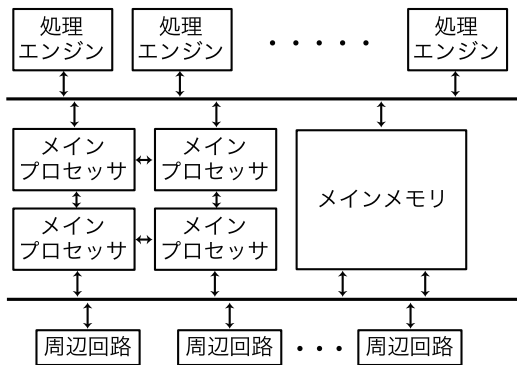 処理
エンジン
処理
エンジン
・・・・・
処理
エンジン
メイン
プロセッサ
メイン
プロセッサ
メインメモリ
メイン
プロセッサ
メイン
プロセッサ
周辺回路
周辺回路
・・・
周辺回路